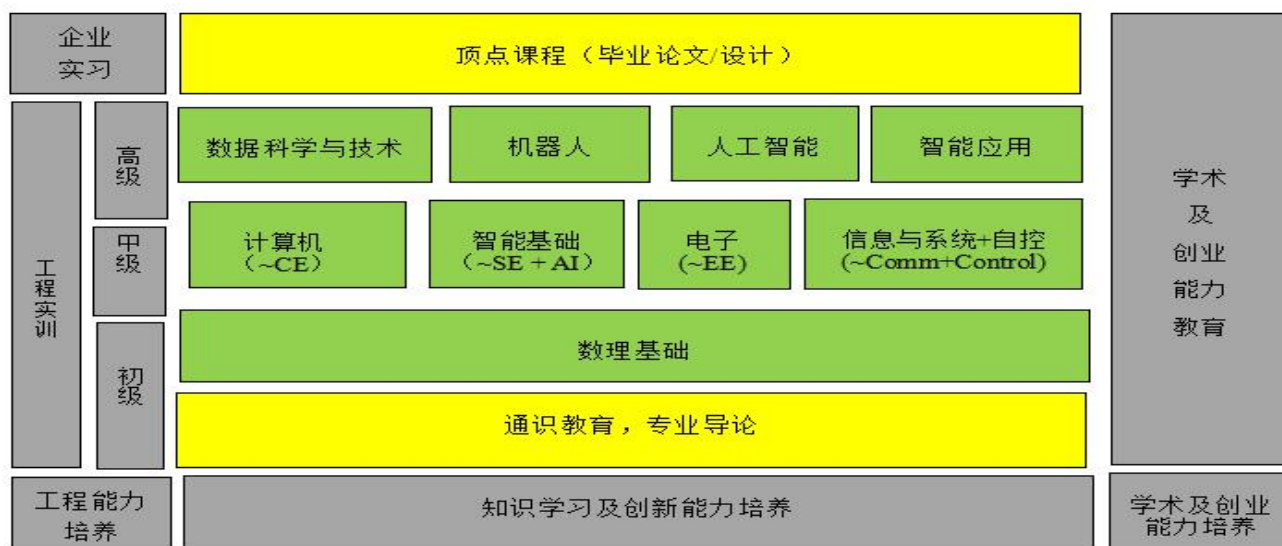 企业
实习
顶点课程（毕业论文/设计）
工程实训
高级
数据科学与技术
机器人
人工智能
智能应用
甲级
计算机
（~CE）
智能基础
（~SE + AI）
电子
(~EE)
信息与系统+自控
(~Comm+Control)
初级
数理基础
通识教育，专业导论
学术
及
创业
能力
教育
工程能力
培养
知识学习及创新能力培养
学术及创业
能力培养